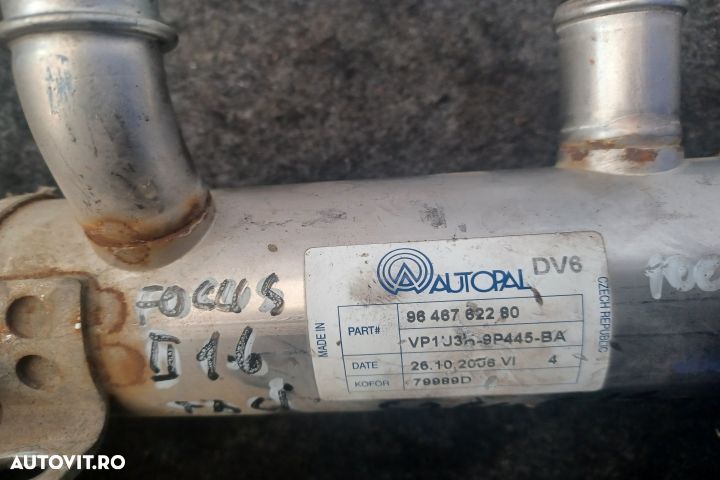 AUTOPAL DV6
MADE IN
CZECH REPUBLIC
PART# 96 467 622 80
-9P445-BA
DATE 26.10.2006 VI 4
KOFOR 79989D
FOCUS
II 1.6
AUTOVIT.RO